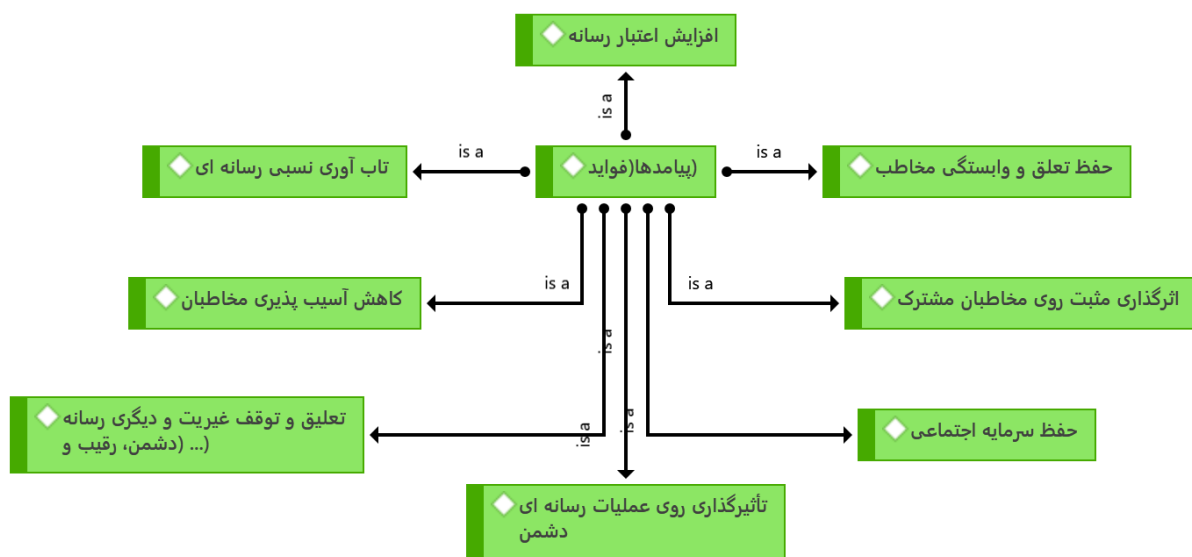 افزایش اعتبار رسانه
is a
تاب آوری نسبی رسانه ای
is a
پیامدها(فواید)
is a
حفظ تعلق و وابستگی مخاطب
کاهش آسیب پذیری مخاطبان
is a
is a
اثرگذاری مثبت روی مخاطبان مشترک
is a
تعلیق و توقف غیریت و دیگری رسانه
(دشمن، رقیب و ...)
is a
is a
حفظ سرمایه اجتماعی
تأثیرگذاری روی عملیات رسانه ای
دشمن